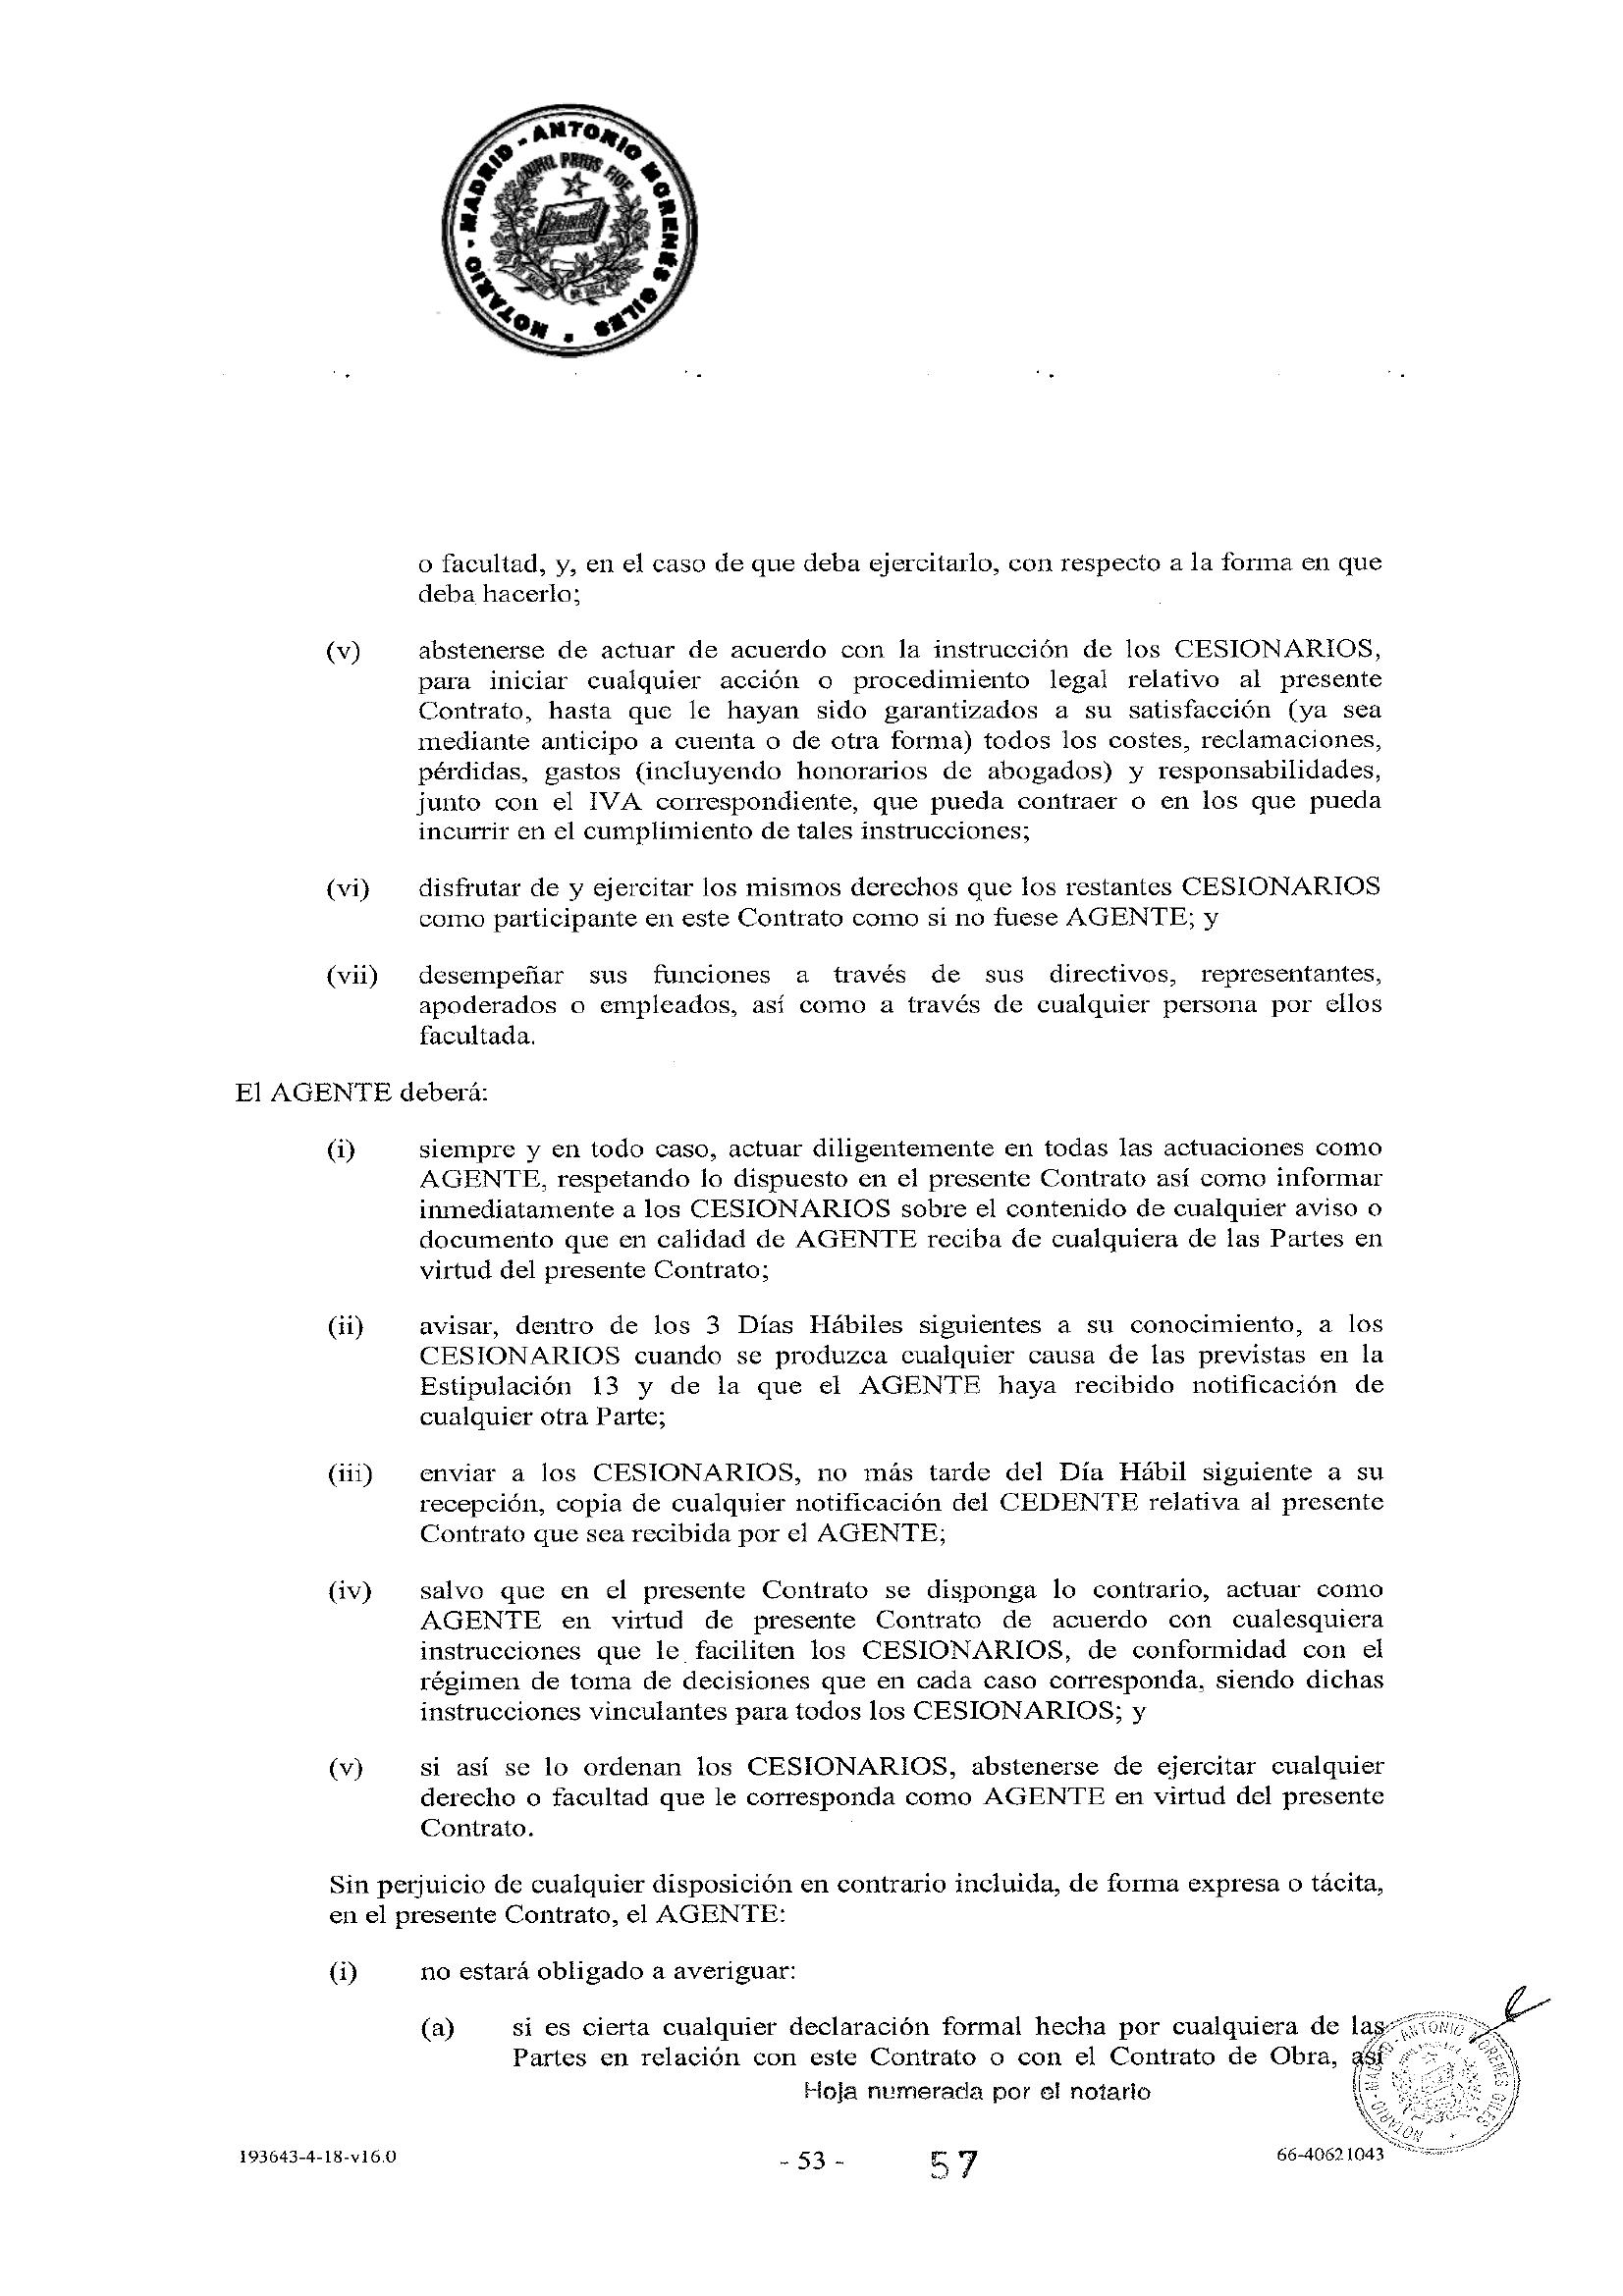 NOTARIO - MADRID - ANTONIO MORENÉS GILES
NIHIL PRIUS FIDE
o facultad, y, en el caso de que deba ejercitarlo, con respecto a la forma en que
deba hacerlo;
(v) abstenerse de actuar de acuerdo con la instrucción de los CESIONARIOS,
para iniciar cualquier acción o procedimiento legal relativo al presente
Contrato, hasta que le hayan sido garantizados a su satisfacción (ya sea
mediante anticipo a cuenta o de otra forma) todos los costes, reclamaciones,
pérdidas, gastos (incluyendo honorarios de abogados) y responsabilidades,
junto con el IVA correspondiente, que pueda contraer o en los que pueda
incurrir en el cumplimiento de tales instrucciones;
(vi) disfrutar de y ejercitar los mismos derechos que los restantes CESIONARIOS
como participante en este Contrato como si no fuese AGENTE; y
(vii) desempeñar sus funciones a través de sus directivos, representantes,
apoderados o empleados, así como a través de cualquier persona por ellos
facultada.
El AGENTE deberá:
(i) siempre y en todo caso, actuar diligentemente en todas las actuaciones como
AGENTE, respetando lo dispuesto en el presente Contrato así como informar
inmediatamente a los CESIONARIOS sobre el contenido de cualquier aviso o
documento que en calidad de AGENTE reciba de cualquiera de las Partes en
virtud del presente Contrato;
(ii) avisar, dentro de los 3 Días Hábiles siguientes a su conocimiento, a los
CESIONARIOS cuando se produzca cualquier causa de las previstas en la
Estipulación 13 y de la que el AGENTE haya recibido notificación de
cualquier otra Parte;
(iii) enviar a los CESIONARIOS, no más tarde del Día Hábil siguiente a su
recepción, copia de cualquier notificación del CEDENTE relativa al presente
Contrato que sea recibida por el AGENTE;
(iv) salvo que en el presente Contrato se disponga lo contrario, actuar como
AGENTE en virtud de presente Contrato de acuerdo con cualesquiera
instrucciones que le faciliten los CESIONARIOS, de conformidad con el
régimen de toma de decisiones que en cada caso corresponda, siendo dichas
instrucciones vinculantes para todos los CESIONARIOS; y
(v) si así se lo ordenan los CESIONARIOS, abstenerse de ejercitar cualquier
derecho o facultad que le corresponda como AGENTE en virtud del presente
Contrato.
Sin perjuicio de cualquier disposición en contrario incluida, de forma expresa o tácita,
en el presente Contrato, el AGENTE:
(i) no estará obligado a averiguar:
(a) si es cierta cualquier declaración formal hecha por cualquiera de las
Partes en relación con este Contrato o con el Contrato de Obra, así
Hoja numerada por el notario
NOTARIO - MADRID - ANTONIO MORENÉS GILES
193643-4-18-v16.0 - 53 - 57 66-40621043